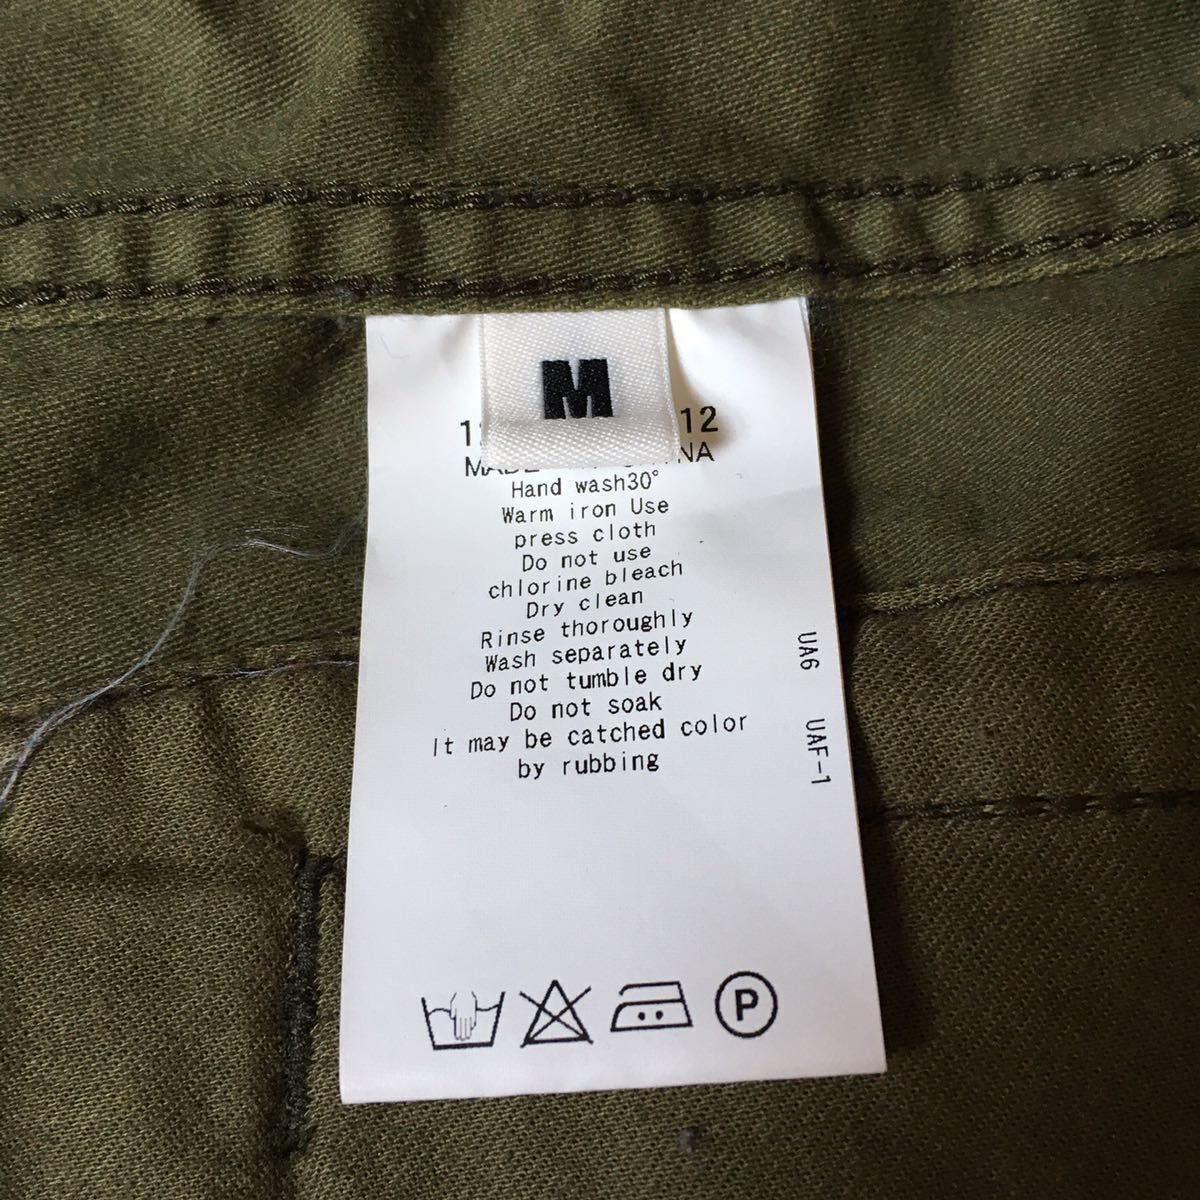 M
12
Hand wash30°
Warm iron Use
press cloth
Do not use
chlorine bleach
Dry clean
Rinse thoroughly
Wash separately
Do not tumble dry
Do not soak
It may be catched color
by rubbing
UA6 UAF-1
P